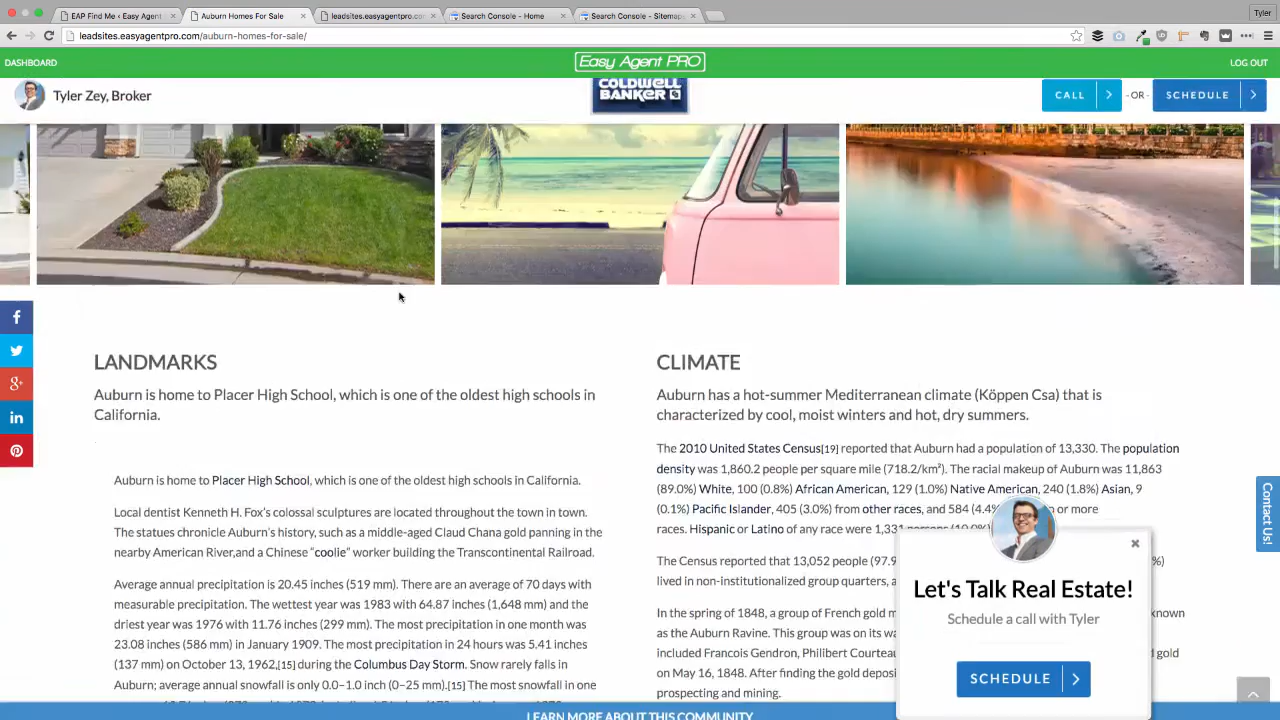 EAP Find Me ‹ Easy Agent
Auburn Homes For Sale
leadsites.easyagentpro.com
Search Console - Home
Search Console - Sitemap
Tyler
leadsites.easyagentpro.com/auburn-homes-for-sale/
DASHBOARD
Easy Agent PRO
LOG OUT
Tyler Zey, Broker
COLDWELL
BANKER
CALL
- OR -
SCHEDULE
LANDMARKS
Auburn is home to Placer High School, which is one of the oldest high schools in
California.
Auburn is home to Placer High School, which is one of the oldest high schools in California.
Local dentist Kenneth H. Fox's colossal sculptures are located throughout the town in town.
The statues chronicle Auburn's history, such as a middle-aged Claud Chana gold panning in the
nearby American River,and a Chinese "coolie" worker building the Transcontinental Railroad.
Average annual precipitation is 20.45 inches (519 mm). There are an average of 70 days with
measurable precipitation. The wettest year was 1983 with 64.87 inches (1,648 mm) and the
driest year was 1976 with 11.76 inches (299 mm). The most precipitation in one month was
23.08 inches (586 mm) in January 1909. The most precipitation in 24 hours was 5.41 inches
(137 mm) on October 13, 1962,[15] during the Columbus Day Storm. Snow rarely falls in
Auburn; average annual snowfall is only 0.0–1.0 inch (0–25 mm).[15] The most snowfall in one
CLIMATE
Auburn has a hot-summer Mediterranean climate (Köppen Csa) that is
characterized by cool, moist winters and hot, dry summers.
The 2010 United States Census[19] reported that Auburn had a population of 13,330. The population
density was 1,860.2 people per square mile (718.2/km²). The racial makeup of Auburn was 11,863
(89.0%) White, 100 (0.8%) African American, 129 (1.0%) Native American, 240 (1.8%) Asian, 9
(0.1%) Pacific Islander, 405 (3.0%) from other races, and 584 (4.4%) or more
races. Hispanic or Latino of any race were 1,331 persons (10.0%)
The Census reported that 13,052 people (97.9 %)
lived in non-institutionalized group quarters, a
In the spring of 1848, a group of French gold m known
as the Auburn Ravine. This group was on its wa
included Francois Gendron, Philibert Courteau d gold
on May 16, 1848. After finding the gold deposi
prospecting and mining.
Contact Us!
Let's Talk Real Estate!
Schedule a call with Tyler
SCHEDULE
LEARN MORE ABOUT THIS COMMUNITY